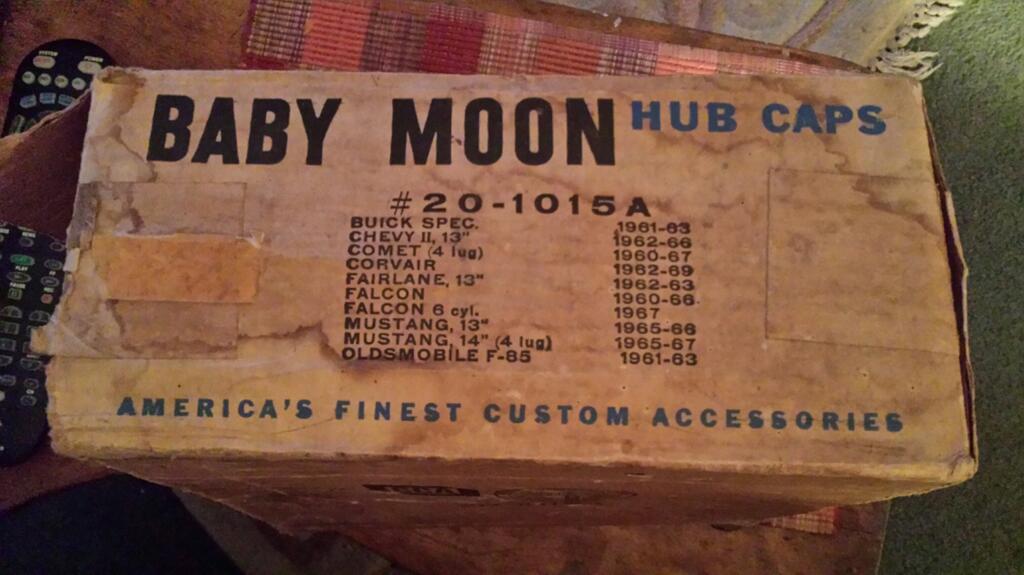 BABY MOON HUB CAPS
# 20-1015A
BUICK SPEC. 1961-63
CHEVY II, 13" 1962-66
COMET (4 lug) 1960-67
CORVAIR 1962-69
FAIRLANE, 13" 1962-63
FALCON 1960-66
FALCON 6 cyl. 1967
MUSTANG, 13" 1965-66
MUSTANG, 14" (4 lug) 1965-67
OLDSMOBILE F-85 1961-63
AMERICA'S FINEST CUSTOM ACCESSORIES